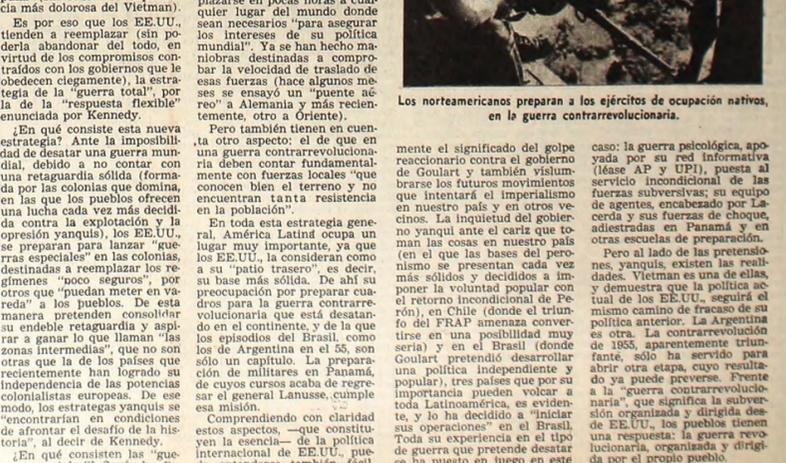 cia más dolorosa del Vietman).
Es por eso que los EE.UU.,
tienden a reemplazar (sin po-
derla abandonar del todo, en
virtud de los compromisos con-
traídos con los gobiernos que le
obedecen ciegamente), la estra-
tegia de la "guerra total", por
la de la "respuesta flexible"
enunciada por Kennedy.
¿En qué consiste esta nueva
estrategia? Ante la imposibili-
dad de desatar una guerra mun-
dial, debido a no contar con
una retaguardia sólida (forma-
da por las colonias que domina,
en las que los pueblos ofrecen
una lucha cada vez más decidi-
da contra la explotación y la
opresión yanqui), los EE.UU.,
se preparan para lanzar "gue-
rras especiales" en las colonias,
destinadas a reemplazar los re-
gímenes "poco seguros", por
otros que "puedan meter en va-
reda" a los pueblos. De esta
manera pretenden consolidar
su endeble retaguardia y aspi-
rar a ganar lo que llaman "las
zonas intermedias", que no son
otras que la de los países que
recientemente han logrado su
independencia de las potencias
colonialistas europeas. De ese
modo, los estrategas yanquis se
"encontrarían en condiciones
de afrontar el desafío de la his-
toria", al decir de Kennedy.
¿En qué consisten las "gue-
plazarse en pocas horas a cual-
quier lugar del mundo donde
sean necesarios "para asegurar
los intereses de su política
mundial". Ya se han hecho ma-
niobras destinadas a compro-
bar la velocidad de traslado de
esas fuerzas (hace algunos me-
ses se ensayó un "puente aé-
reo" a Alemania y más recien-
temente, otro a Oriente).
Pero también tienen en cuen-
ta otro aspecto: el de que en
una guerra contrarrevoluciona-
ria deben contar fundamental-
mente con fuerzas locales "que
conocen bien el terreno y no
encuentran tanta resistencia
en la población".
En toda esta estrategia gene-
ral, América Latina ocupa un
lugar muy importante, ya que
los EE.UU., la consideran como
a su "patio trasero", es decir,
su base más sólida. De ahí su
preocupación por preparar cua-
dros para la guerra contrarre-
volucionaria que está desatan-
do en el continente, y de la que
los episodios del Brasil, como
los de Argentina en el 55, son
sólo un capítulo. La prepara-
ción de militares en Panamá,
de cuyos cursos acaba de regre-
sar el general Lanusse, cumple
esa misión.
Comprendiendo con claridad
estos aspectos, —que constitu-
yen la esencia— de la política
internacional de EE.UU., pue-
Los norteamericanos preparan a los ejércitos de ocupación nativos,
en la guerra contrarrevolucionaria.
mente el significado del golpe
reaccionario contra el gobierno
de Goulart y también vislum-
brarse los futuros movimientos
que intentará el imperialismo
en nuestro país y en otros ve-
cinos. La inquietud del gobier-
no yanqui ante el cariz que to-
man las cosas en nuestro país
(en el que las bases del pero-
nismo se presentan cada vez
más sólidos y decididos a im-
poner la voluntad popular con
el retorno incondicional de Pe-
rón), en Chile (donde el triun-
fo del FRAP amenaza conver-
tirse en una posibilidad muy
seria) y en el Brasil (donde
Goulart pretendió desarrollar
una política independiente y
popular), tres países que por su
importancia pueden volcar a
toda Latinoamérica, es eviden-
te, y lo ha decidido a "iniciar
sus operaciones" en el Brasil.
Toda su experiencia en el tipo
de guerra que pretende desatar
se ha puesto en juego en este
caso: la guerra psicológica, apo-
yada por su red informativa
(léase AP y UPI), puesta al
servicio incondicional de las
fuerzas subversivas; su equipo
de agentes, encabezado por La-
cerda y sus fuerzas de choque,
adiestradas en Panamá y en
otras escuelas de preparación.
Pero al lado de las pretensio-
nes, yanquis, existen las reali-
dades. Vietman es una de ellas,
y demuestra que la política ac-
tual de los EE.UU., seguirá el
mismo camino de fracaso de su
política anterior. La Argentina
es otra. La contrarrevolución
de 1955, aparentemente triun-
fante, sólo ha servido para
abrir otra etapa, cuyo resulta-
do ya puede preverse. Frente
a la "guerra contrarrevolucio-
naria", que significa la subver-
sión organizada y dirigida des-
de EE.UU., los pueblos tienen
una respuesta: la guerra revo-
lucionaria, organizada y dirigi-
da por el propio pueblo.